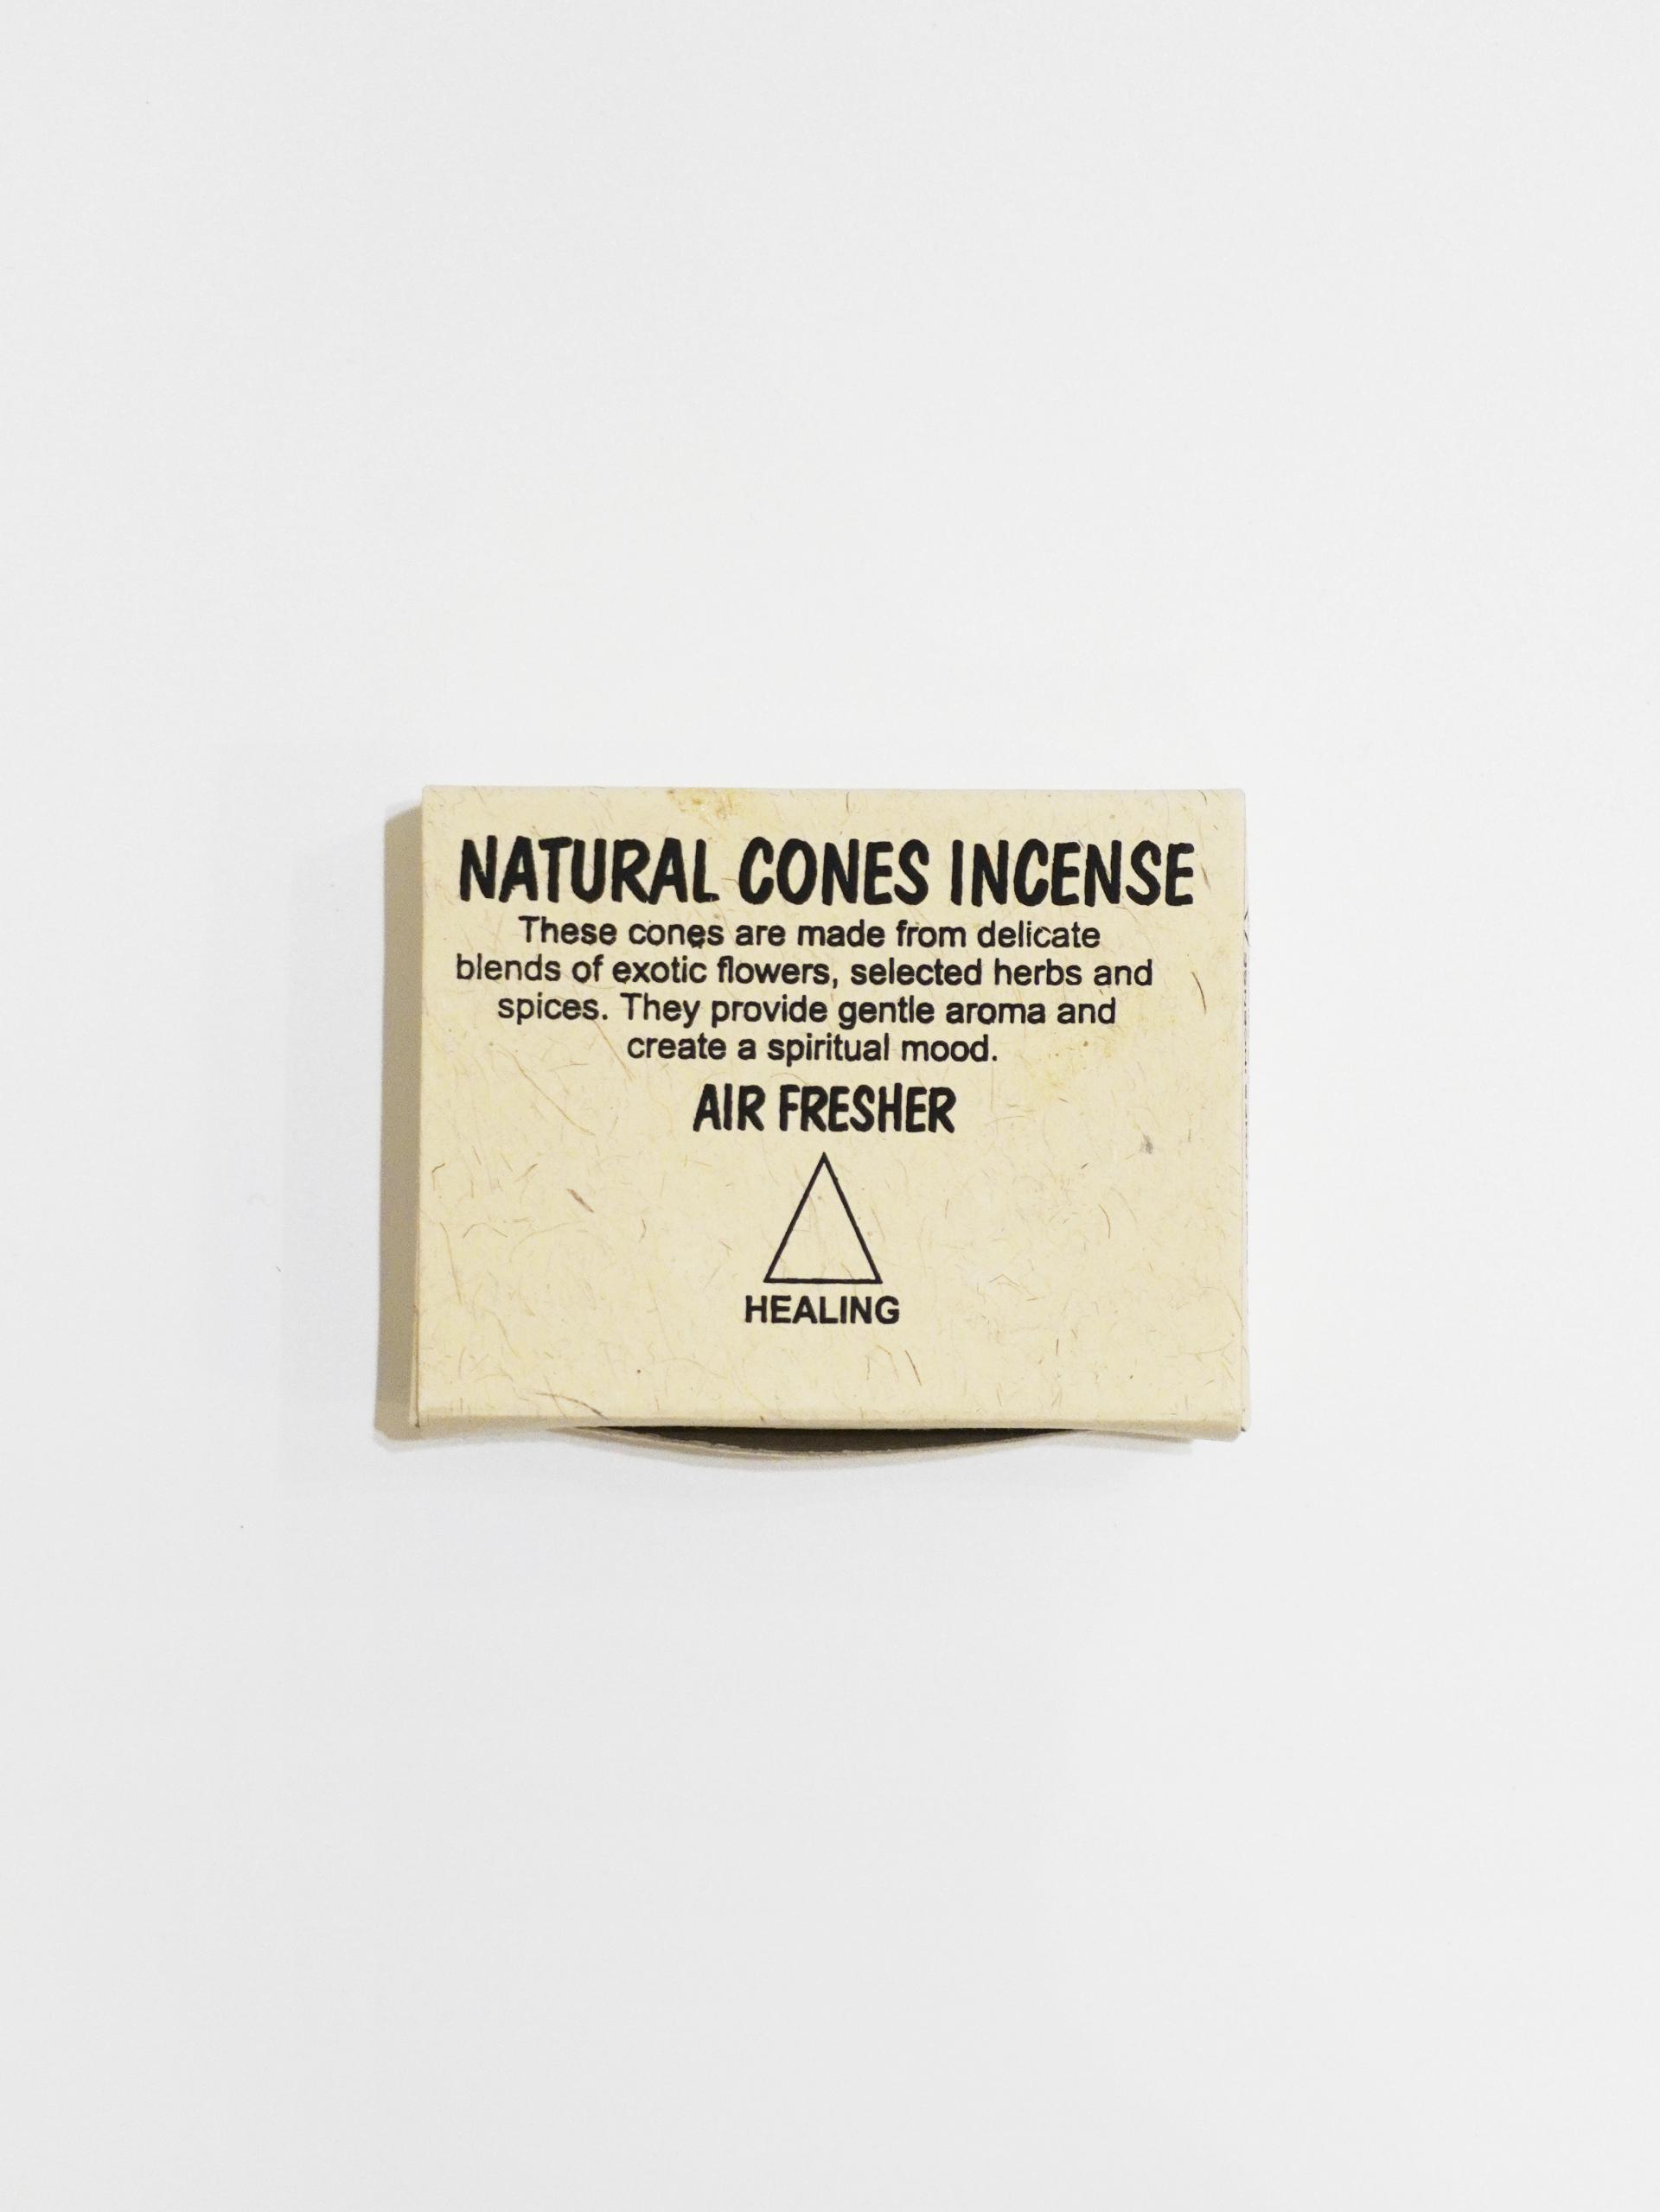 NATURAL CONES INCENSE
These cones are made from delicate
blends of exotic flowers, selected herbs and
spices. They provide gentle aroma and
create a spiritual mood.
AIR FRESHER
HEALING